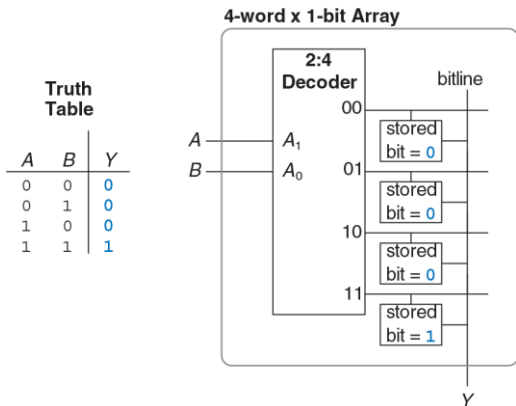 4-word x 1-bit Array
Truth
Table
A B Y
0 0 0
0 1 0
1 0 0
1 1 1
2:4
Decoder
bitline
A A1
B A0
00
stored
bit = 0
01
stored
bit = 0
10
stored
bit = 0
11
stored
bit = 1
Y